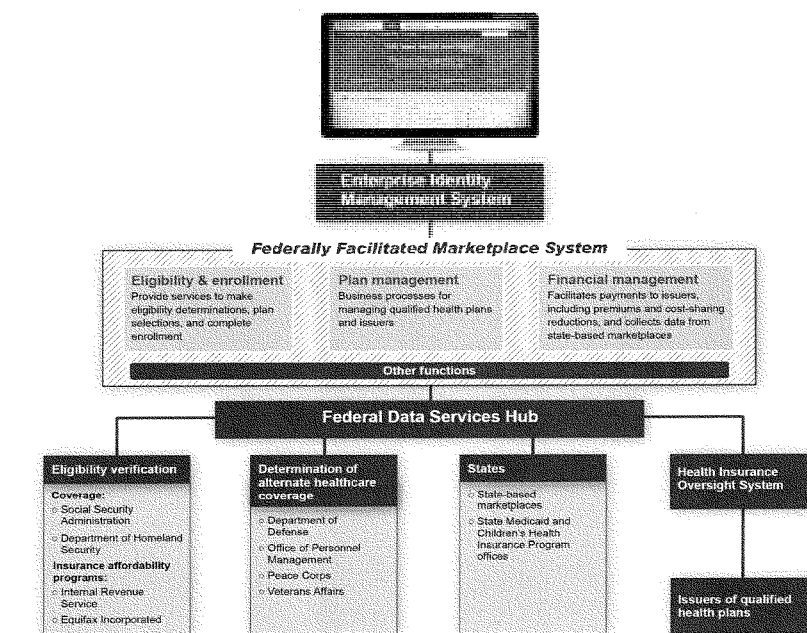 Enterprise Identity
Management System
Federally Facilitated Marketplace System
Eligibility & enrollment
Provide services to make
eligibility determinations, plan
selections, and complete
enrollment
Plan management
Business processes for
managing qualified health plans
and issuers
Financial management
Facilitates payments to issuers,
including premiums and cost-sharing
reductions, and collects data from
state-based marketplaces
Other functions
Federal Data Services Hub
Eligibility verification
Coverage:
○ Social Security
Administration
○ Department of Homeland
Security
Insurance affordability
programs:
○ Internal Revenue
Service
○ Equifax Incorporated
Determination of
alternate healthcare
coverage
○ Department of
Defense
○ Office of Personnel
Management
○ Peace Corps
○ Veterans Affairs
States
○ State-based
marketplaces
○ State Medicaid and
Children's Health
Insurance Program
offices
Health Insurance
Oversight System
Issuers of qualified
health plans